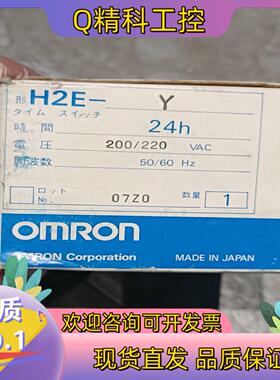 Q精科工控
形 H2E- Y
タイム スイッチ
時間 24h
電圧 200/220 VAC
周波数 50/60 Hz
ロット No. 07Z0 数量 1
OMRON
OMRON Corporation MADE IN JAPAN
欢迎咨询可开发票
质
O.1
现货直发 品质保证